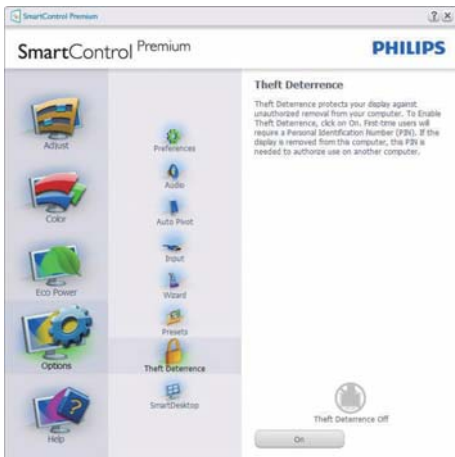 SmartControl Premium
SmartControl Premium
PHILIPS
Adjust
Color
Eco Power
Options
Help
Preferences
Audio
Auto Pivot
Input
Wizard
Presets
Theft Deterrence
SmartDesktop
Theft Deterrence
Theft Deterrence protects your display against
unauthorized removal from your computer. To Enable
Theft Deterrence, click on On. First-time users will
require a Personal Identification Number (PIN). If the
display is removed from this computer, this PIN is
needed to authorize use on another computer.
Theft Deterrence Off
On